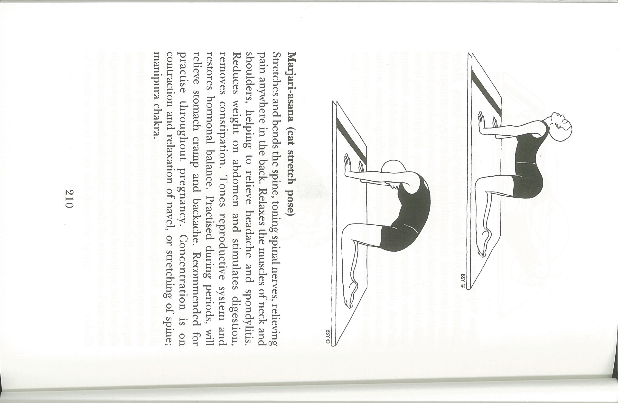 BSY ©
BSY ©
Marjari-asana (cat stretch pose)
Stretches and bends the spine, toning spinal nerves, relieving
pain anywhere in the back. Relaxes the muscles of neck and
shoulders, helping to relieve headache and spondylitis.
Reduces weight on abdomen and stimulates digestion,
removes constipation. Tones reproductive system and
restores hormonal balance. Practised during periods, will
relieve stomach cramp and backache. Recommended for
practise throughout pregnancy. Concentration is on
contraction and relaxation of navel, or stretching of spine;
manipura chakra.
210